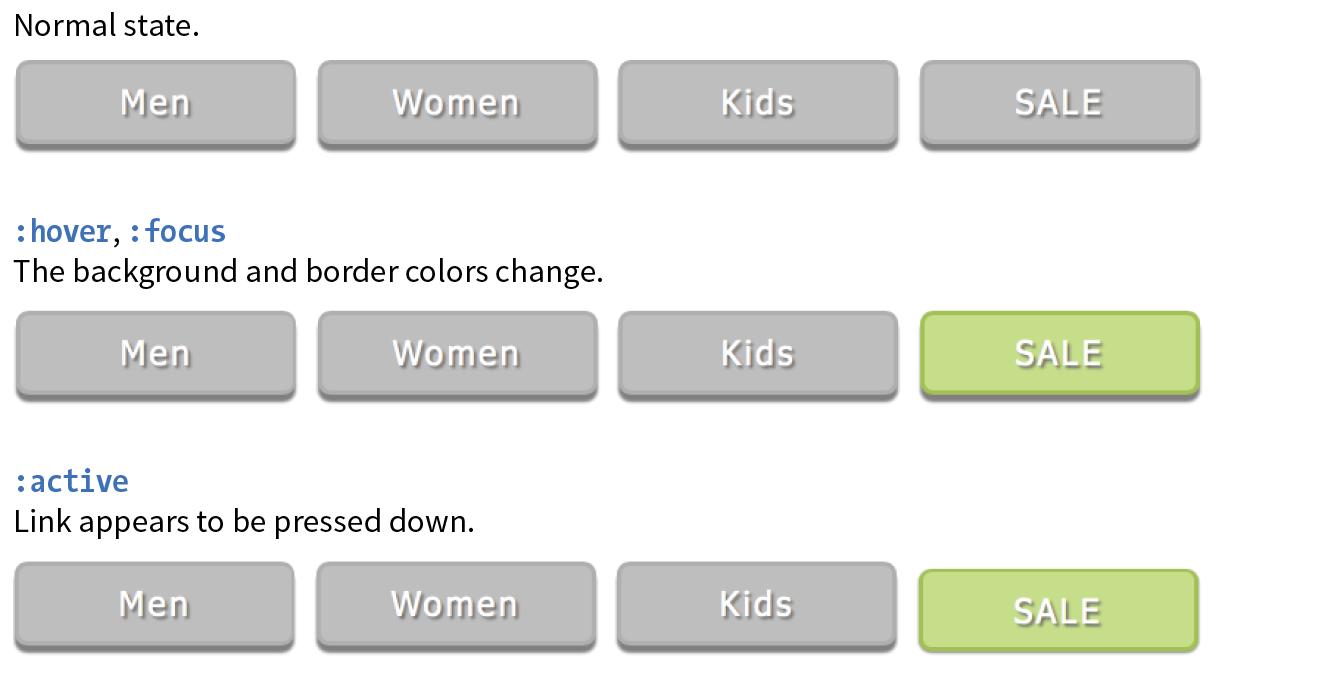 Normal state.
Men Women Kids SALE
:hover, :focus
The background and border colors change.
Men Women Kids SALE
:active
Link appears to be pressed down.
Men Women Kids SALE